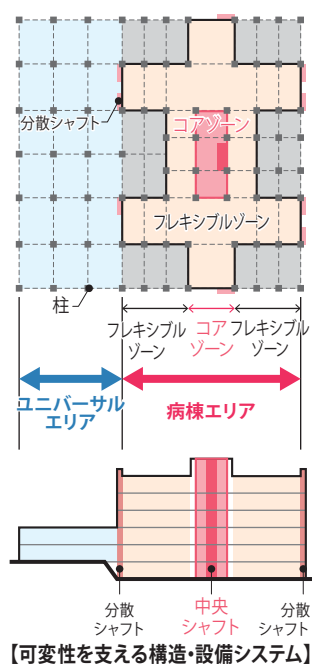 コアゾーン
分散シャフト
フレキシブルゾーン
柱
フレキシブル
ゾーン
コア
ゾーン
フレキシブル
ゾーン
ユニバーサル
エリア
病棟エリア
分散
シャフト
中央
シャフト
分散
シャフト
【可変性を支える構造・設備システム】